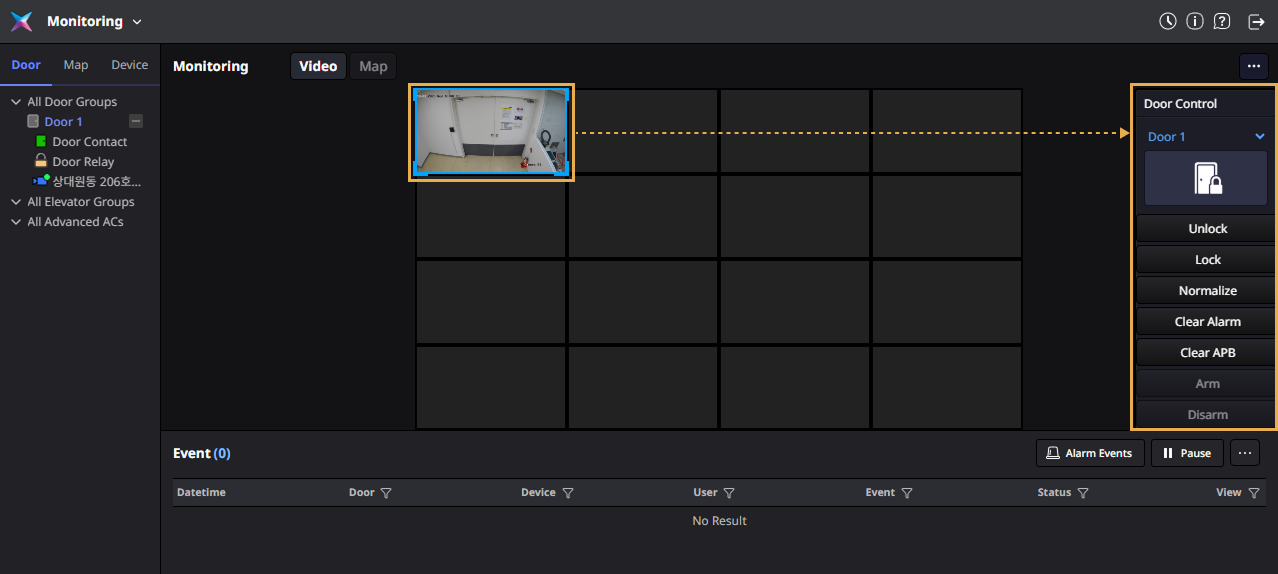 Monitoring
Door Map Device
All Door Groups
Door 1
Door Contact
Door Relay
상대원동 206호...
All Elevator Groups
All Advanced ACs
Monitoring Video Map
Door Control
Door 1
Unlock
Lock
Normalize
Clear Alarm
Clear APB
Arm
Disarm
Event (0) Alarm Events Pause
Datetime Door Device User Event Status View
No Result